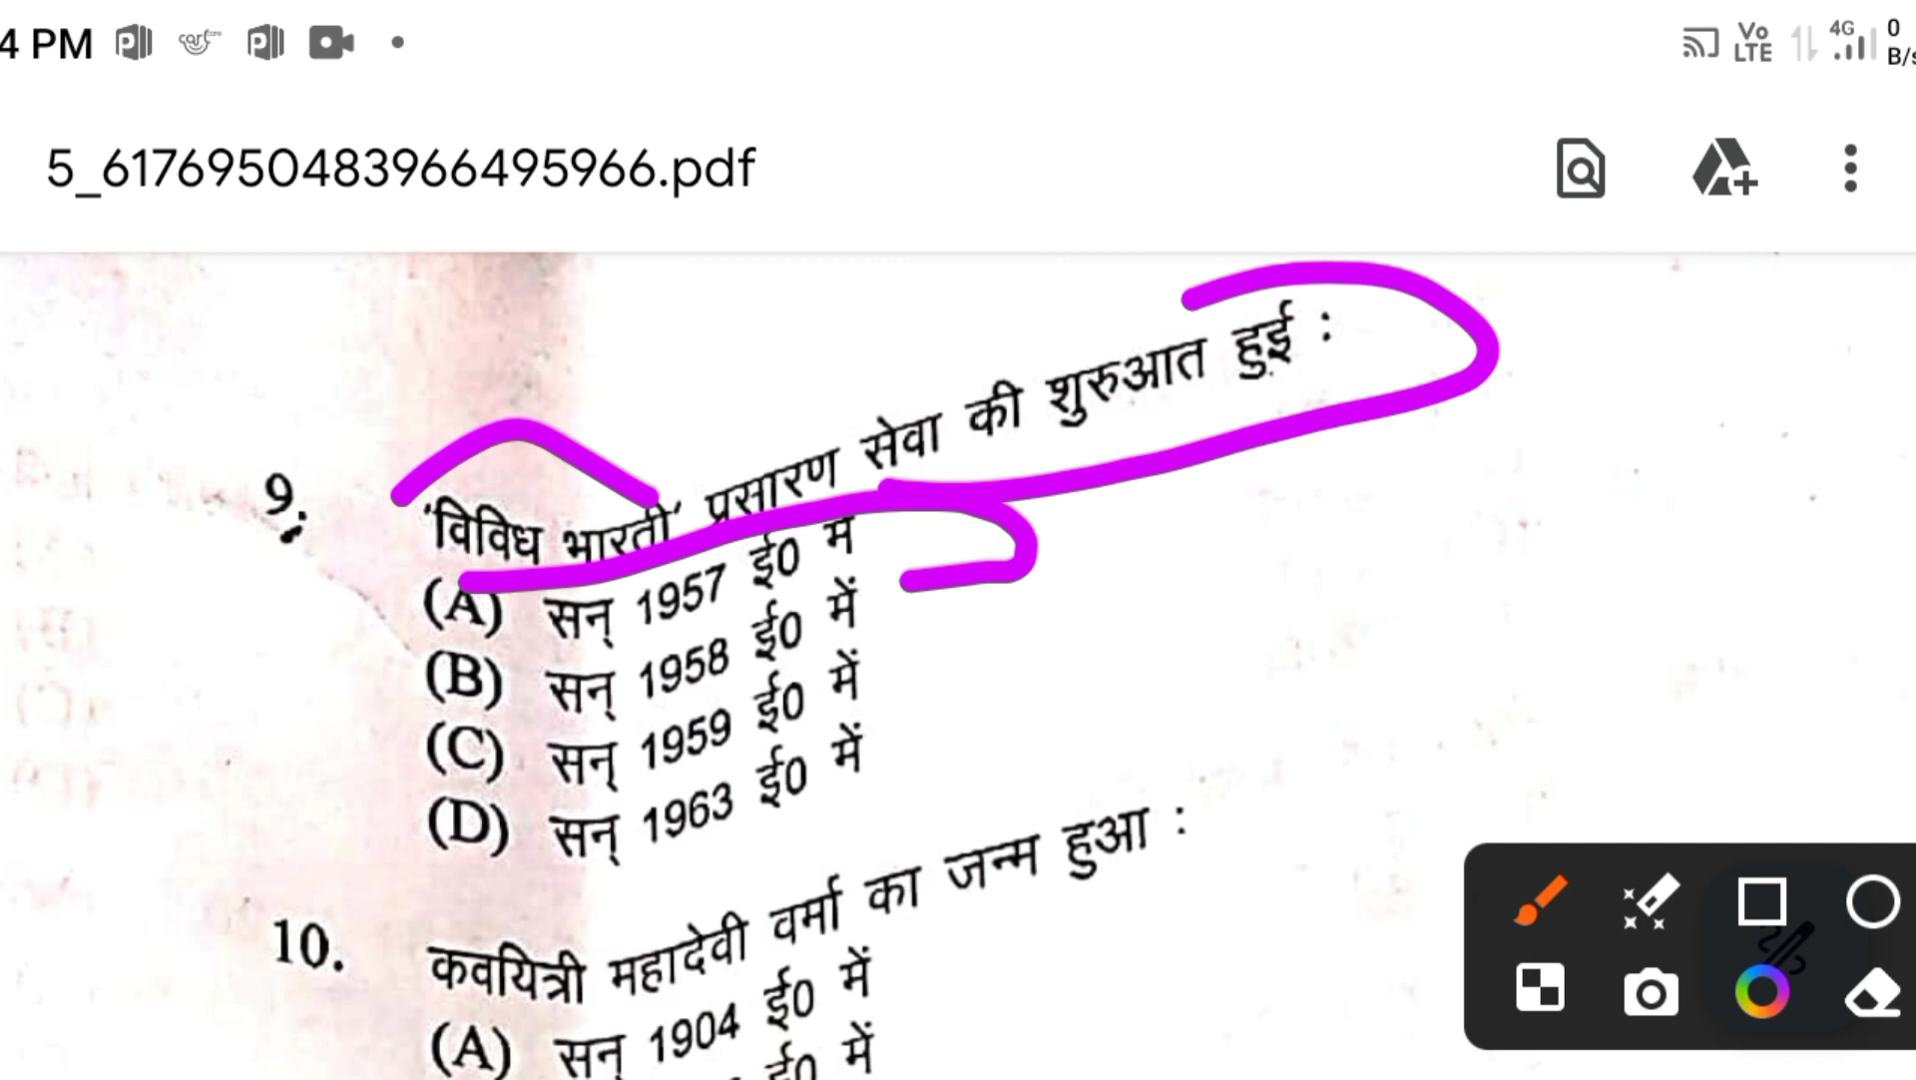 4 PM
Vo LTE 4G 0 B/s
5_6176950483966495966.pdf
9. 'विविध भारती' प्रसारण सेवा की शुरुआत हुई :
(A) सन् 1957 ई0 में
(B) सन् 1958 ई0 में
(C) सन् 1959 ई0 में
(D) सन् 1963 ई0 में
10. कवयित्री महादेवी वर्मा का जन्म हुआ :
(A) सन् 1904 ई0 में
ई0 में